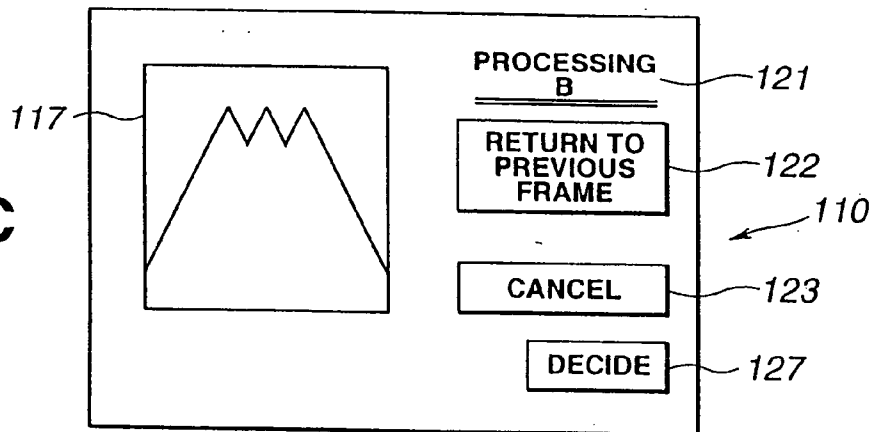 C
PROCESSING
B
121
117
RETURN TO
PREVIOUS
FRAME
122
110
CANCEL
123
DECIDE
127